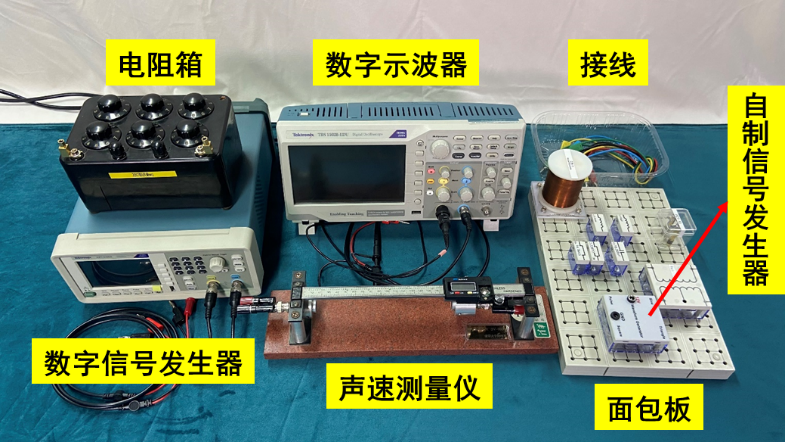 电阻箱
数字示波器
接线
自制信号发生器
Tektronix
数字信号发生器
声速测量仪
面包板